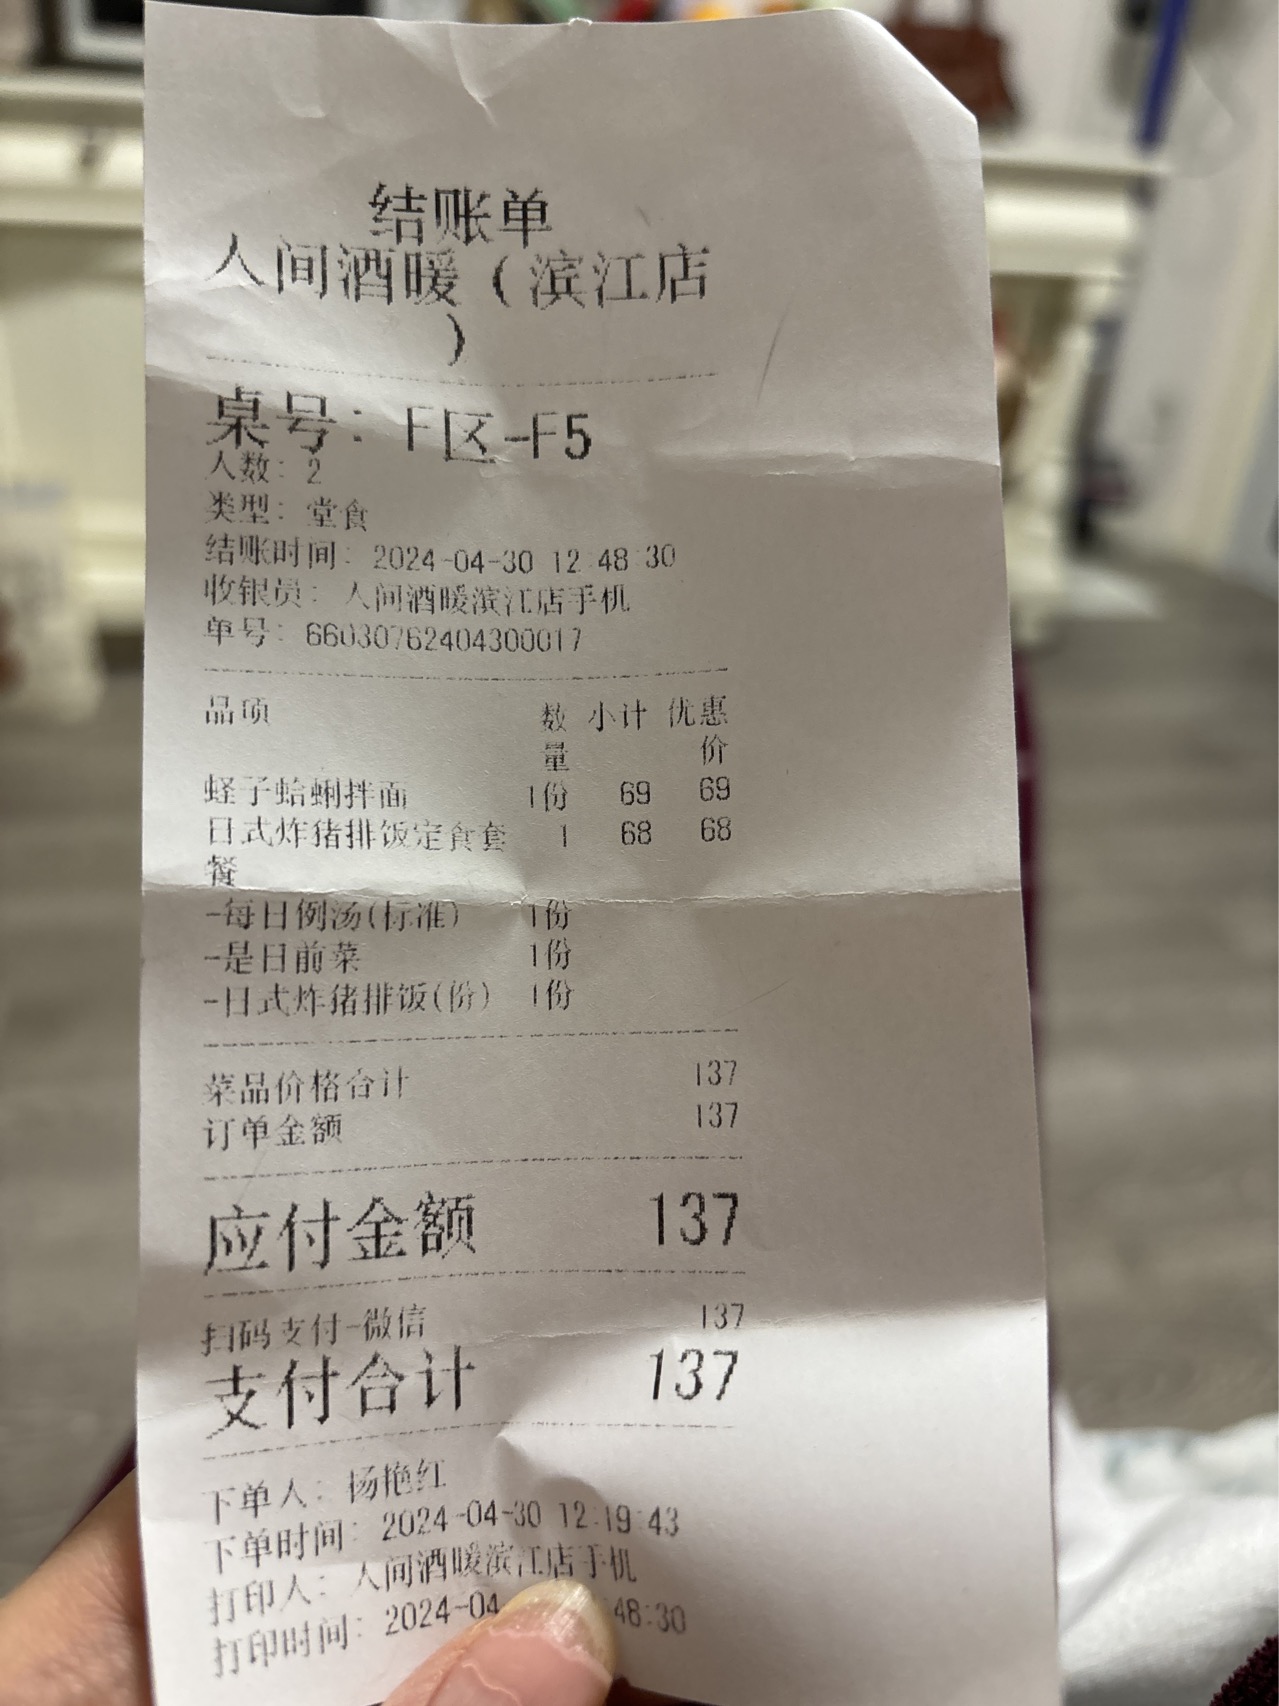 结账单
人间酒暖（滨江店
）
桌号：F区-F5
人数：2
类型：堂食
结账时间：2024-04-30 12:48:30
收银员：人间酒暖滨江店手机
单号：66030762404300017
品项 数 小计 优惠
量 价
蛏子蛤蜊拌面 1份 69 69
日式炸猪排饭定食套 1 68 68
餐
-每日例汤(标准) 1份
-是日前菜 1份
-日式炸猪排饭(份) 1份
菜品价格合计 137
订单金额 137
应付金额 137
扫码支付-微信 137
支付合计 137
下单人：杨艳红
下单时间：2024-04-30 12:19:43
打印人：人间酒暖滨江店手机
打印时间：2024-04 48:30